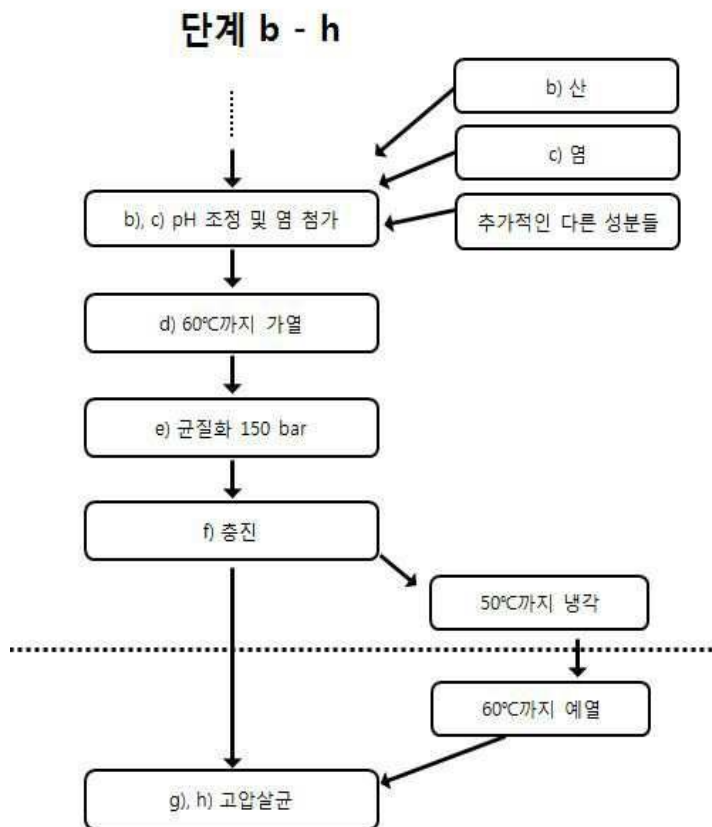 단계 b - h
b) 산
c) 염
추가적인 다른 성분들
b), c) pH 조정 및 염 첨가
d) 60℃까지 가열
e) 균질화 150 bar
f) 충진
50℃까지 냉각
60℃까지 예열
g), h) 고압살균